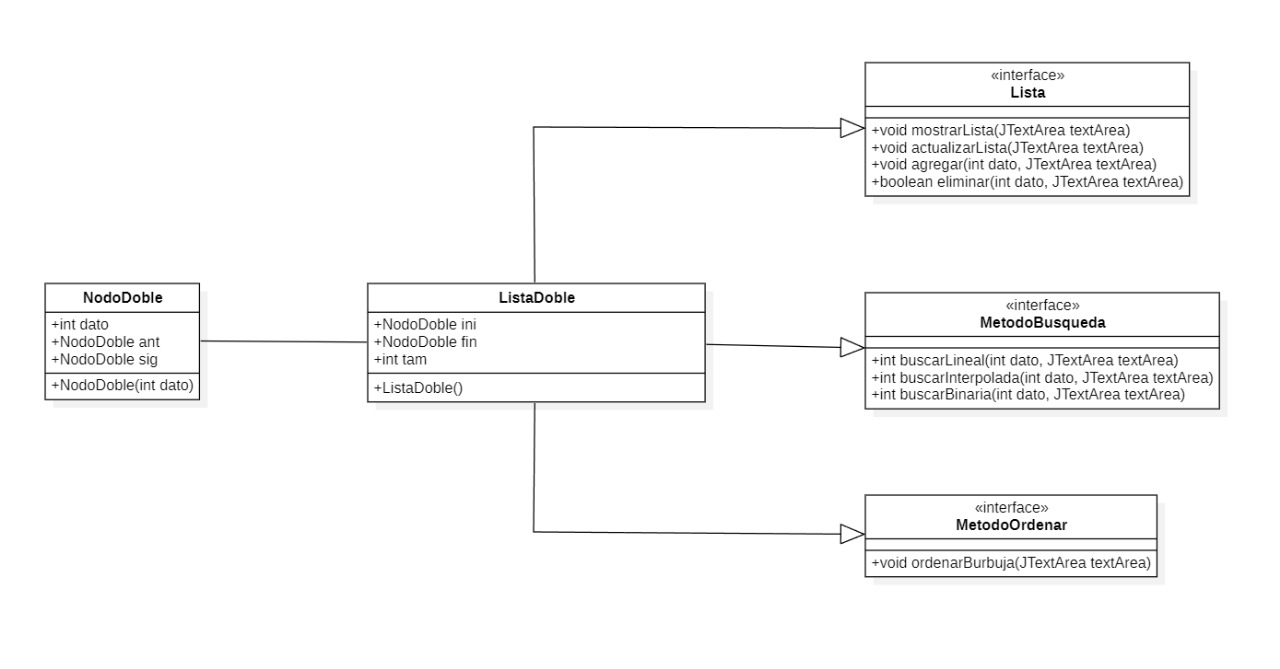 «interface»
Lista
+void mostrarLista(JTextArea textArea)
+void actualizarLista(JTextArea textArea)
+void agregar(int dato, JTextArea textArea)
+boolean eliminar(int dato, JTextArea textArea)
NodoDoble
+int dato
+NodoDoble ant
+NodoDoble sig
+NodoDoble(int dato)
ListaDoble
+NodoDoble ini
+NodoDoble fin
+int tam
+ListaDoble()
«interface»
MetodoBusqueda
+int buscarLineal(int dato, JTextArea textArea)
+int buscarInterpolada(int dato, JTextArea textArea)
+int buscarBinaria(int dato, JTextArea textArea)
«interface»
MetodoOrdenar
+void ordenarBurbuja(JTextArea textArea)